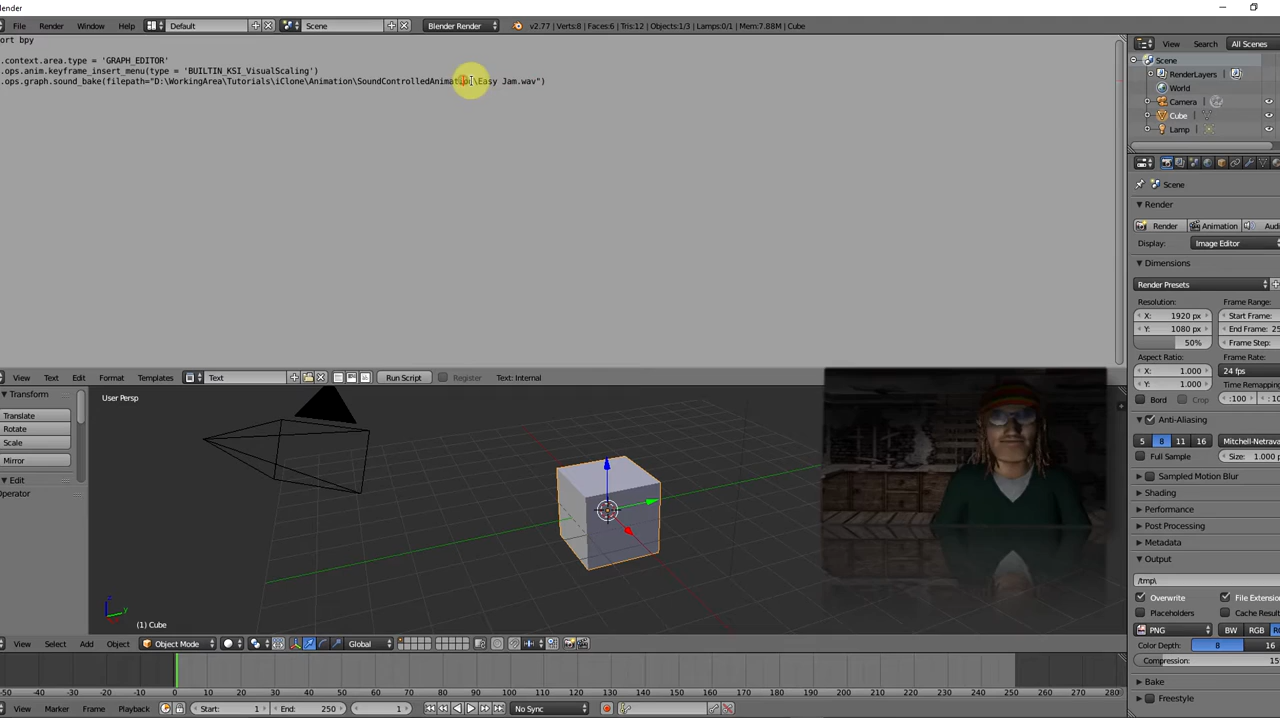 lender
File Render Window Help Default Scene Blender Render v2.77 | Verts:8 | Faces:6 | Tris:12 | Objects:1/3 | Lamps:0/1 | Mem:7.88M | Cube
View Search All Scenes
ort bpy
.context.area.type = 'GRAPH_EDITOR'
.ops.anim.keyframe_insert_menu(type = 'BUILTIN_KSI_VisualScaling')
.ops.graph.sound_bake(filepath="D:\WorkingArea\Tutorials\iClone\Animation\SoundControlledAnimation\Easy Jam.wav")
Scene
RenderLayers
World
Camera
Cube
Lamp
Scene
Render
Render Animation Audi
Display: Image Editor
Dimensions
Render Presets
Resolution: Frame Range:
X: 1920 px Start Frame:
Y: 1080 px End Frame: 25
50% Frame Step:
Aspect Ratio: Frame Rate:
X: 1.000 24 fps
Y: 1.000 Time Remapping
Bord Crop :100 :10
Anti-Aliasing
5 8 11 16 Mitchell-Netrava
Full Sample Size: 1.000
Sampled Motion Blur
Shading
Performance
Post Processing
Metadata
Output
/tmp\
Overwrite File Extension
Placeholders Cache Result
PNG BW RGB
Color Depth: 8 16
Compression: 15
Bake
Freestyle
View Text Edit Format Templates Text Run Script Register Text: Internal
Transform
Translate
Rotate
Scale
Mirror
Edit
Operator
User Persp
(1) Cube
View Select Add Object Object Mode Global
-50 -40 -30 -20 -10 0 10 20 30 40 50 60 70 80 90 100 110 120 130 140 150 160 170 180 190 200 210 220 230 240 250 260 270 280
View Marker Frame Playback Start: 1 End: 250 1 No Sync